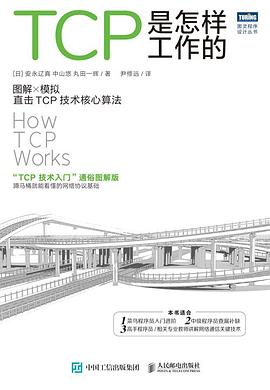 TCP 是怎样
工作的
TURING
图灵程序
设计丛书
[日] 安永辽真 中山悠 丸田一辉 / 著 尹修远 / 译
图解×模拟
直击TCP技术核心算法
How
TCP
Works
“TCP 技术入门”通俗图解版
蹲马桶就能看懂的网络协议基础
本书适合
1菜鸟程序员入门进阶 2中级程序员查漏补缺
3高手程序员/相关专业教师讲解网络通信关键技术
中国工信出版集团 人民邮电出版社